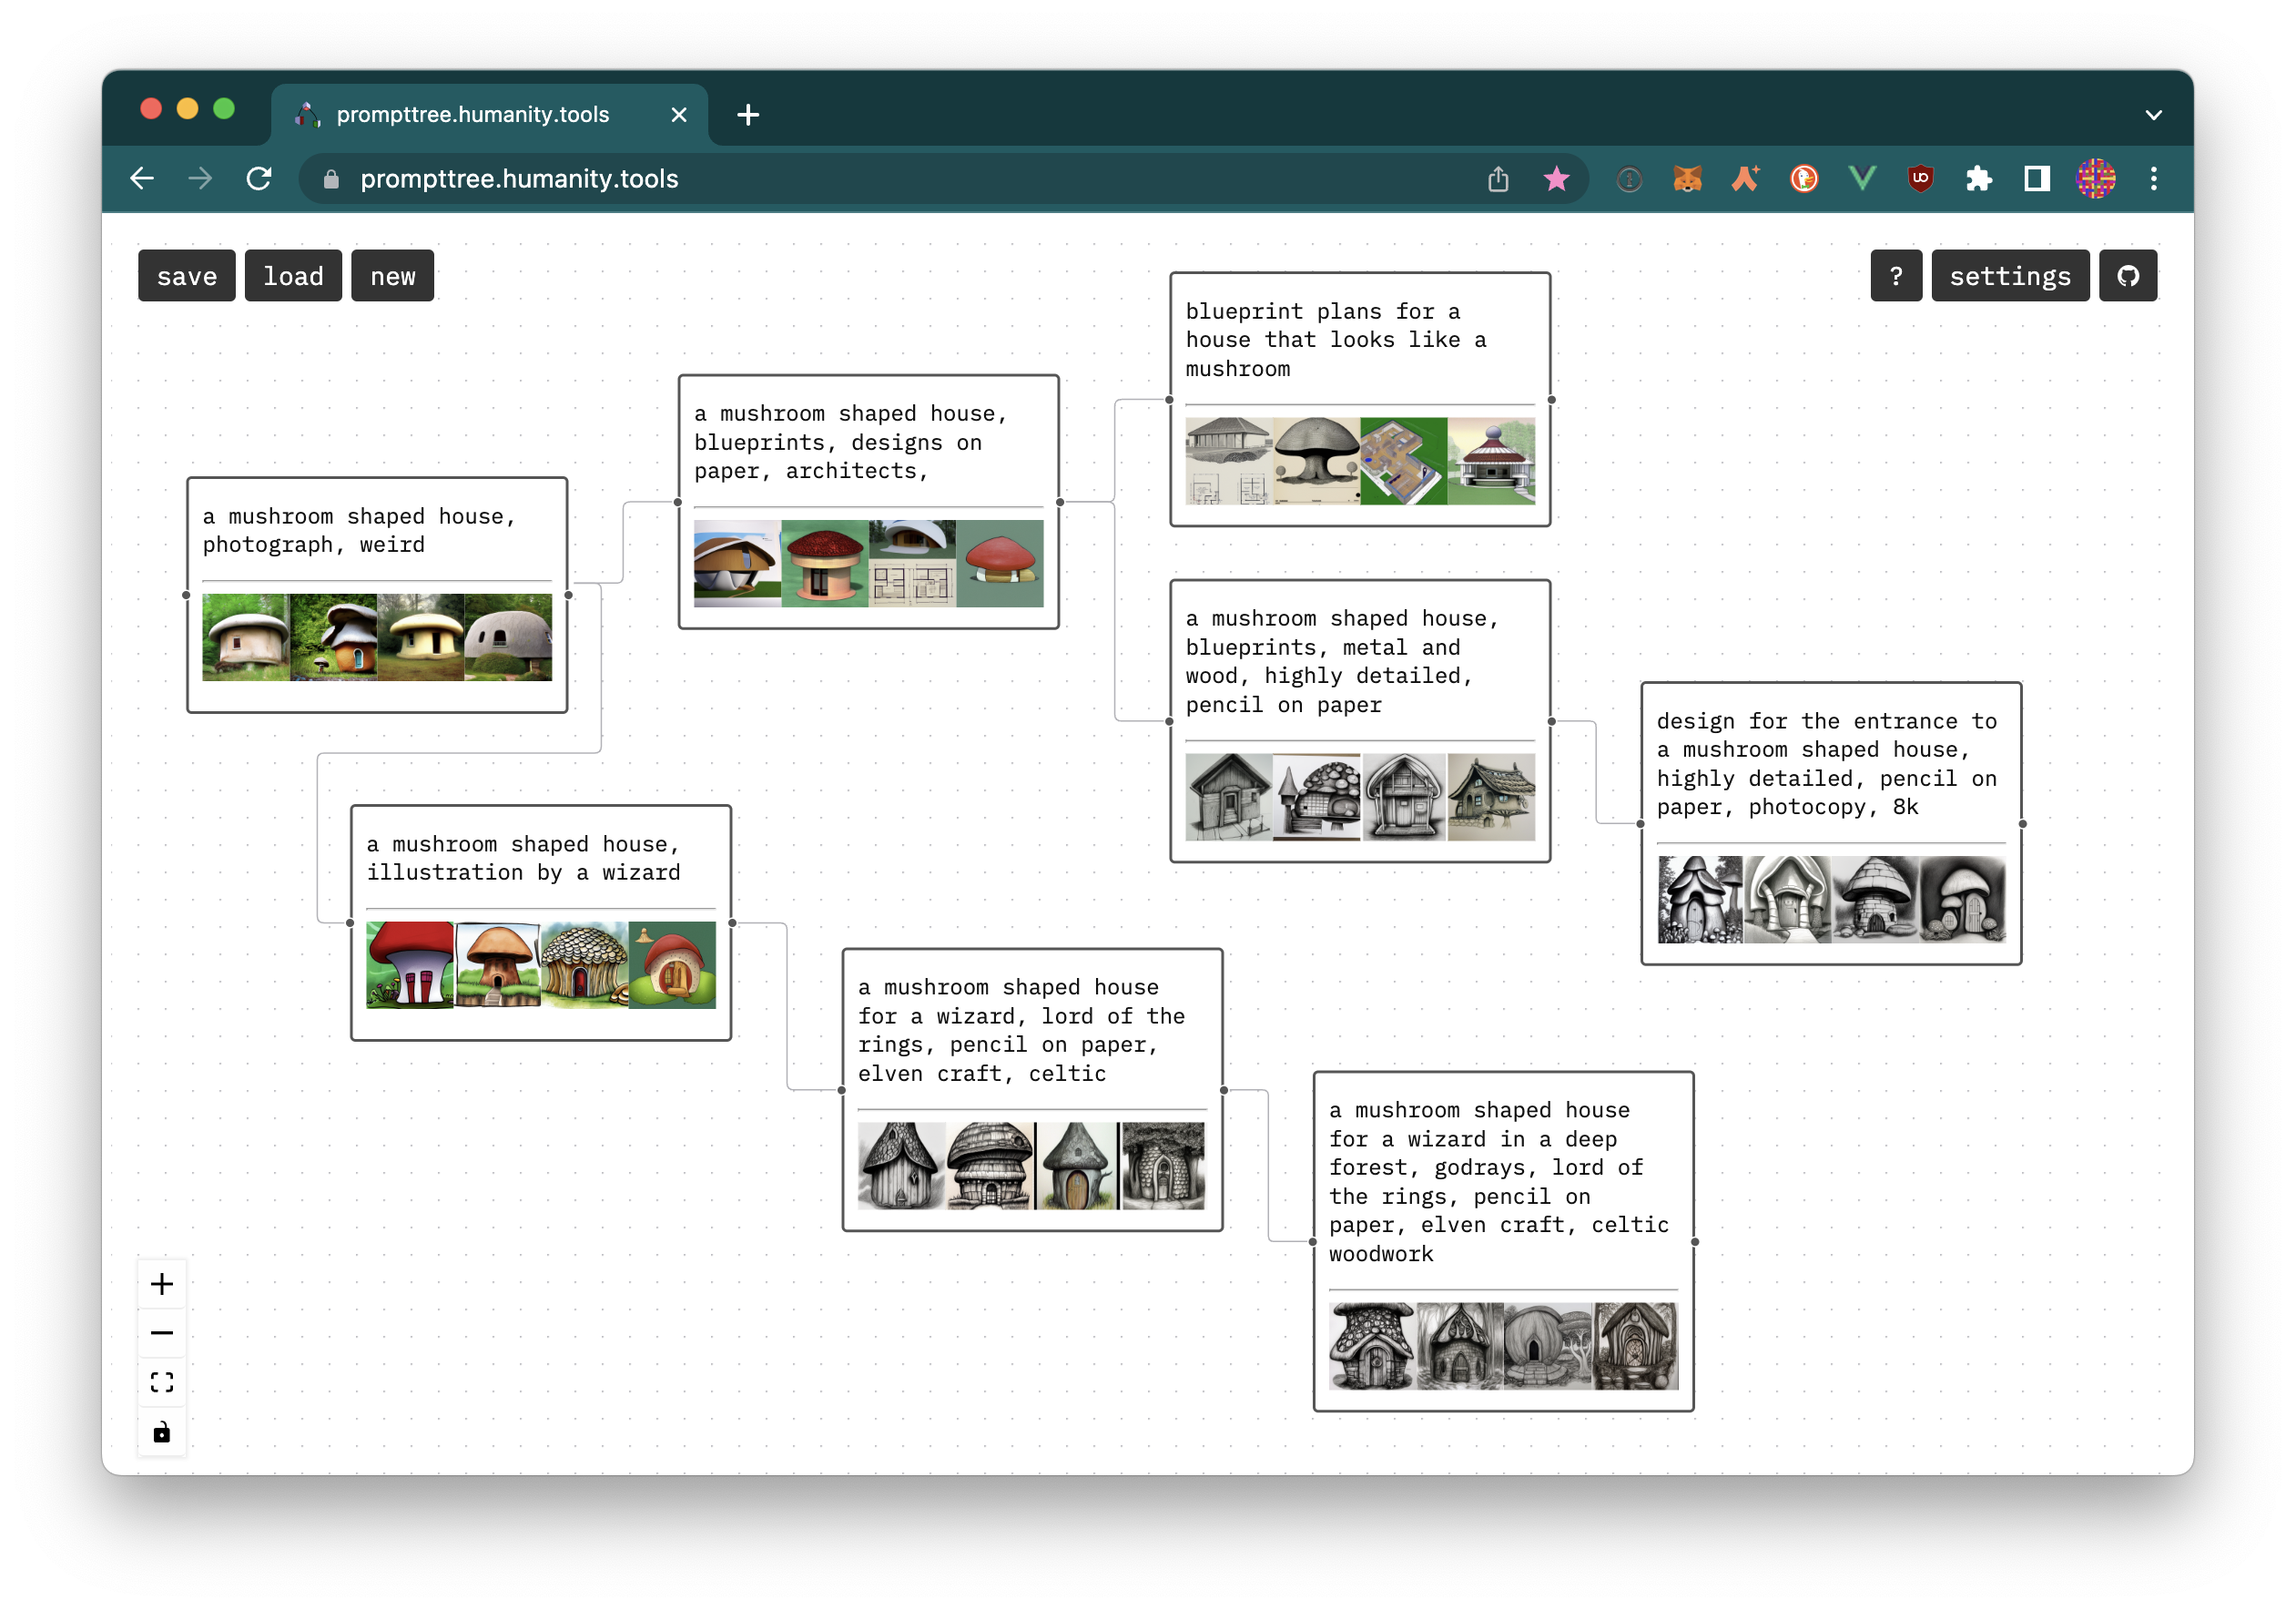 prompttree.humanity.tools
prompttree.humanity.tools
save
load
new
?
settings
a mushroom shaped house,
photograph, weird
a mushroom shaped house,
blueprints, designs on
paper, architects,
blueprint plans for a
house that looks like a
mushroom
a mushroom shaped house,
blueprints, metal and
wood, highly detailed,
pencil on paper
design for the entrance to
a mushroom shaped house,
highly detailed, pencil on
paper, photocopy, 8k
a mushroom shaped house,
illustration by a wizard
a mushroom shaped house
for a wizard, lord of the
rings, pencil on paper,
elven craft, celtic
a mushroom shaped house
for a wizard in a deep
forest, godrays, lord of
the rings, pencil on
paper, elven craft, celtic
woodwork